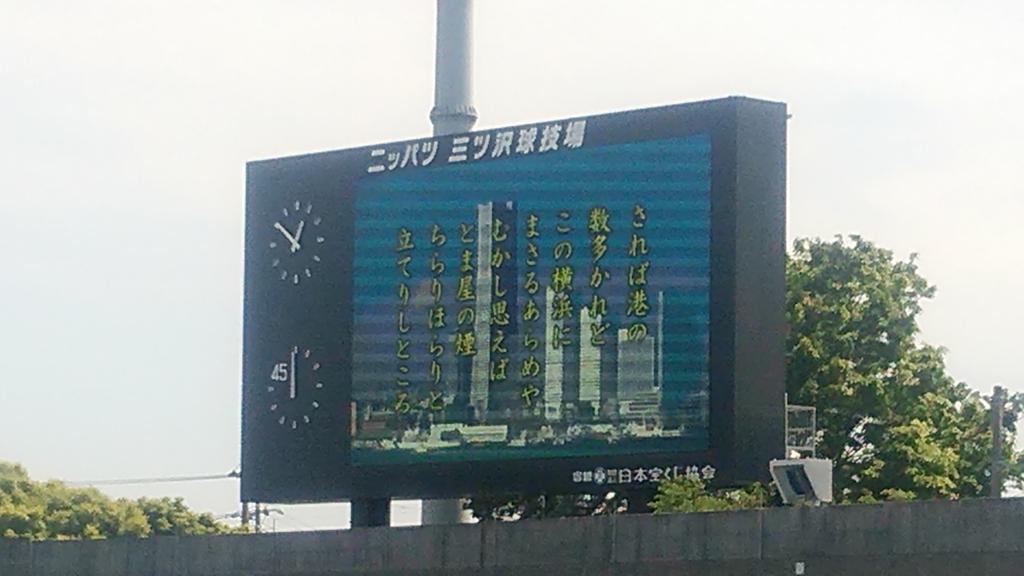 ニッパツ 三ツ沢球技場
されば港の
数多かれど
この横浜に
まさるあらめや
むかし思えば
とま屋の煙
ちらりほらりと
立てりしところ
45
日本宝くじ協会